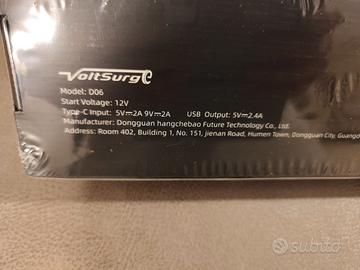 VoltSurge
Model: D06
Start Voltage: 12V
Type-C Input: 5V⎓2A 9V⎓2A USB Output: 5V⎓2.4A
Manufacturer: Dongguan hangchebao Future Technology Co., Ltd.
Address: Room 402, Building 1, No. 151, Jienan Road, Humen Town, Dongguan City, Guangd
subito